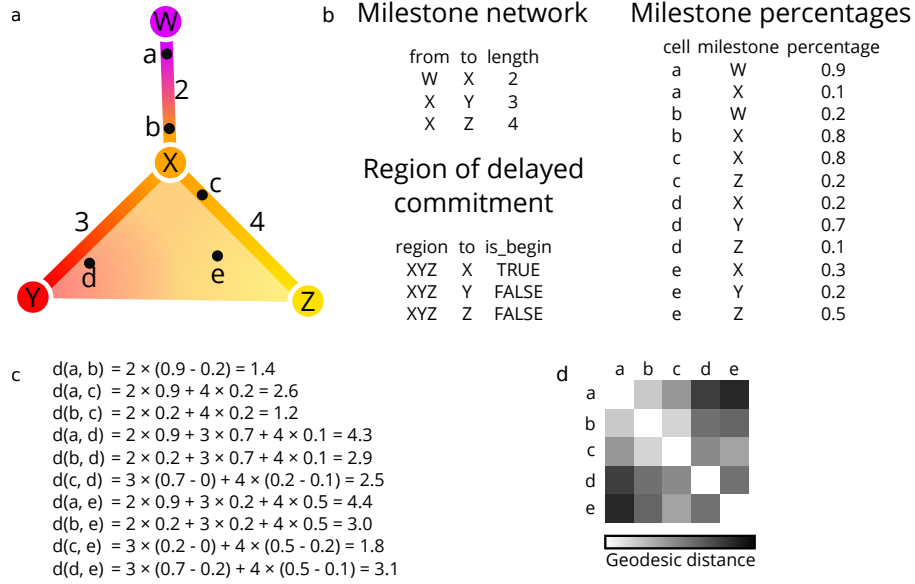 a
W
a
2
b
X
c
3
4
d
e
Y
Z
b
Milestone network
from to length
W X 2
X Y 3
X Z 4
Region of delayed
commitment
region to is_begin
XYZ X TRUE
XYZ Y FALSE
XYZ Z FALSE
Milestone percentages
cell milestone percentage
a W 0.9
a X 0.1
b W 0.2
b X 0.8
c X 0.8
c Z 0.2
d X 0.2
d Y 0.7
d Z 0.1
e X 0.3
e Y 0.2
e Z 0.5
c
d(a, b) = 2 × (0.9 - 0.2) = 1.4
d(a, c) = 2 × 0.9 + 4 × 0.2 = 2.6
d(b, c) = 2 × 0.2 + 4 × 0.2 = 1.2
d(a, d) = 2 × 0.9 + 3 × 0.7 + 4 × 0.1 = 4.3
d(b, d) = 2 × 0.2 + 3 × 0.7 + 4 × 0.1 = 2.9
d(c, d) = 3 × (0.7 - 0) + 4 × (0.2 - 0.1) = 2.5
d(a, e) = 2 × 0.9 + 3 × 0.2 + 4 × 0.5 = 4.4
d(b, e) = 2 × 0.2 + 3 × 0.2 + 4 × 0.5 = 3.0
d(c, e) = 3 × (0.2 - 0) + 4 × (0.5 - 0.2) = 1.8
d(d, e) = 3 × (0.7 - 0.2) + 4 × (0.5 - 0.1) = 3.1
d
a b c d e
a
b
c
d
e
Geodesic distance